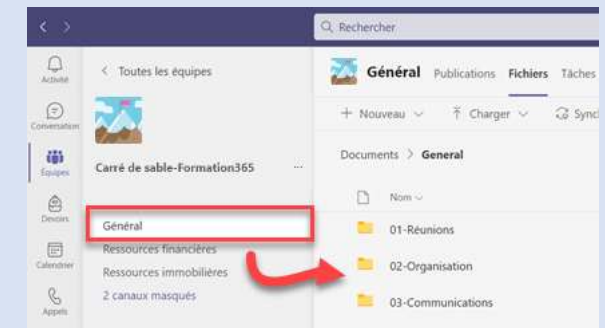 Rechercher
Activité
Conversation
Équipes
Devoirs
Calendrier
Appels
Toutes les équipes
Carré de sable-Formation365
...
Général
Ressources financières
Ressources immobilières
2 canaux masqués
Général Publications Fichiers Tâches
+ Nouveau Charger
Documents > General
Nom
01-Réunions
02-Organisation
03-Communications